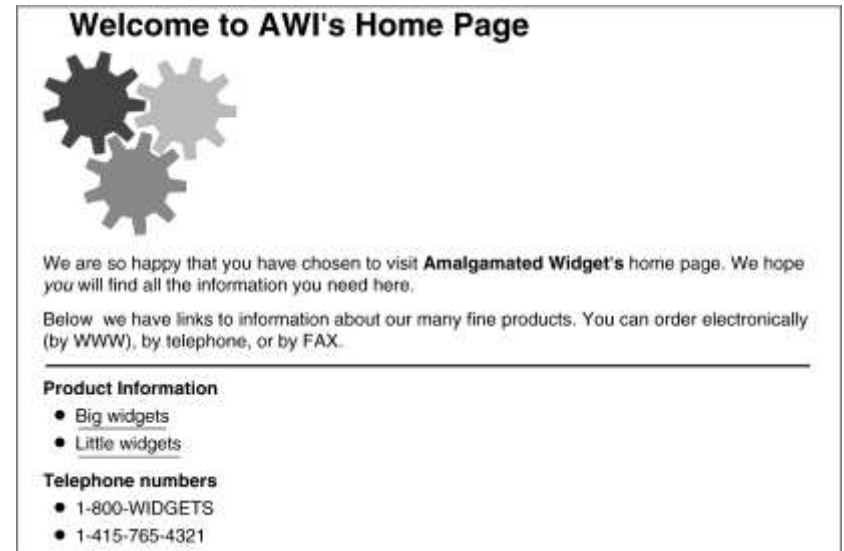 Welcome to AWI's Home Page
We are so happy that you have chosen to visit Amalgamated Widget's home page. We hope
you will find all the information you need here.
Below we have links to information about our many fine products. You can order electronically
(by WWW), by telephone, or by FAX.
Product Information
Big widgets
Little widgets
Telephone numbers
1-800-WIDGETS
1-415-765-4321